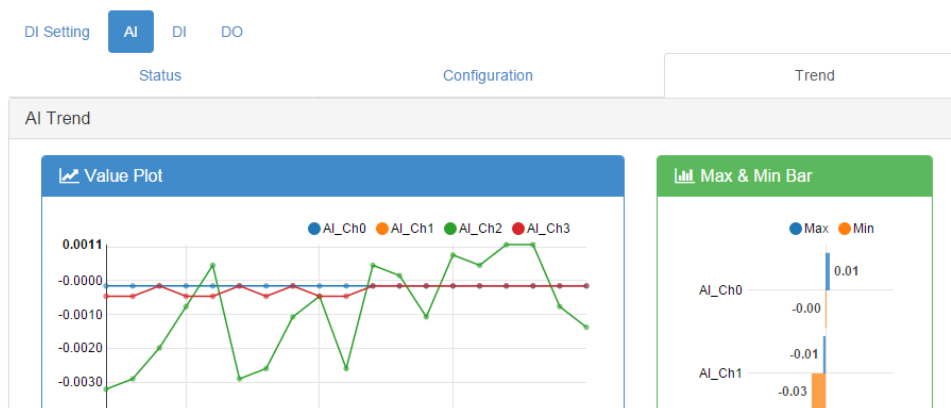 DI Setting AI DI DO
Status Configuration Trend
AI Trend
Value Plot
AI_Ch0 AI_Ch1 AI_Ch2 AI_Ch3
0.0011
-0.0000
-0.0010
-0.0020
-0.0030
Max & Min Bar
Max Min
AI_Ch0
0.01
-0.00
AI_Ch1
-0.01
-0.03